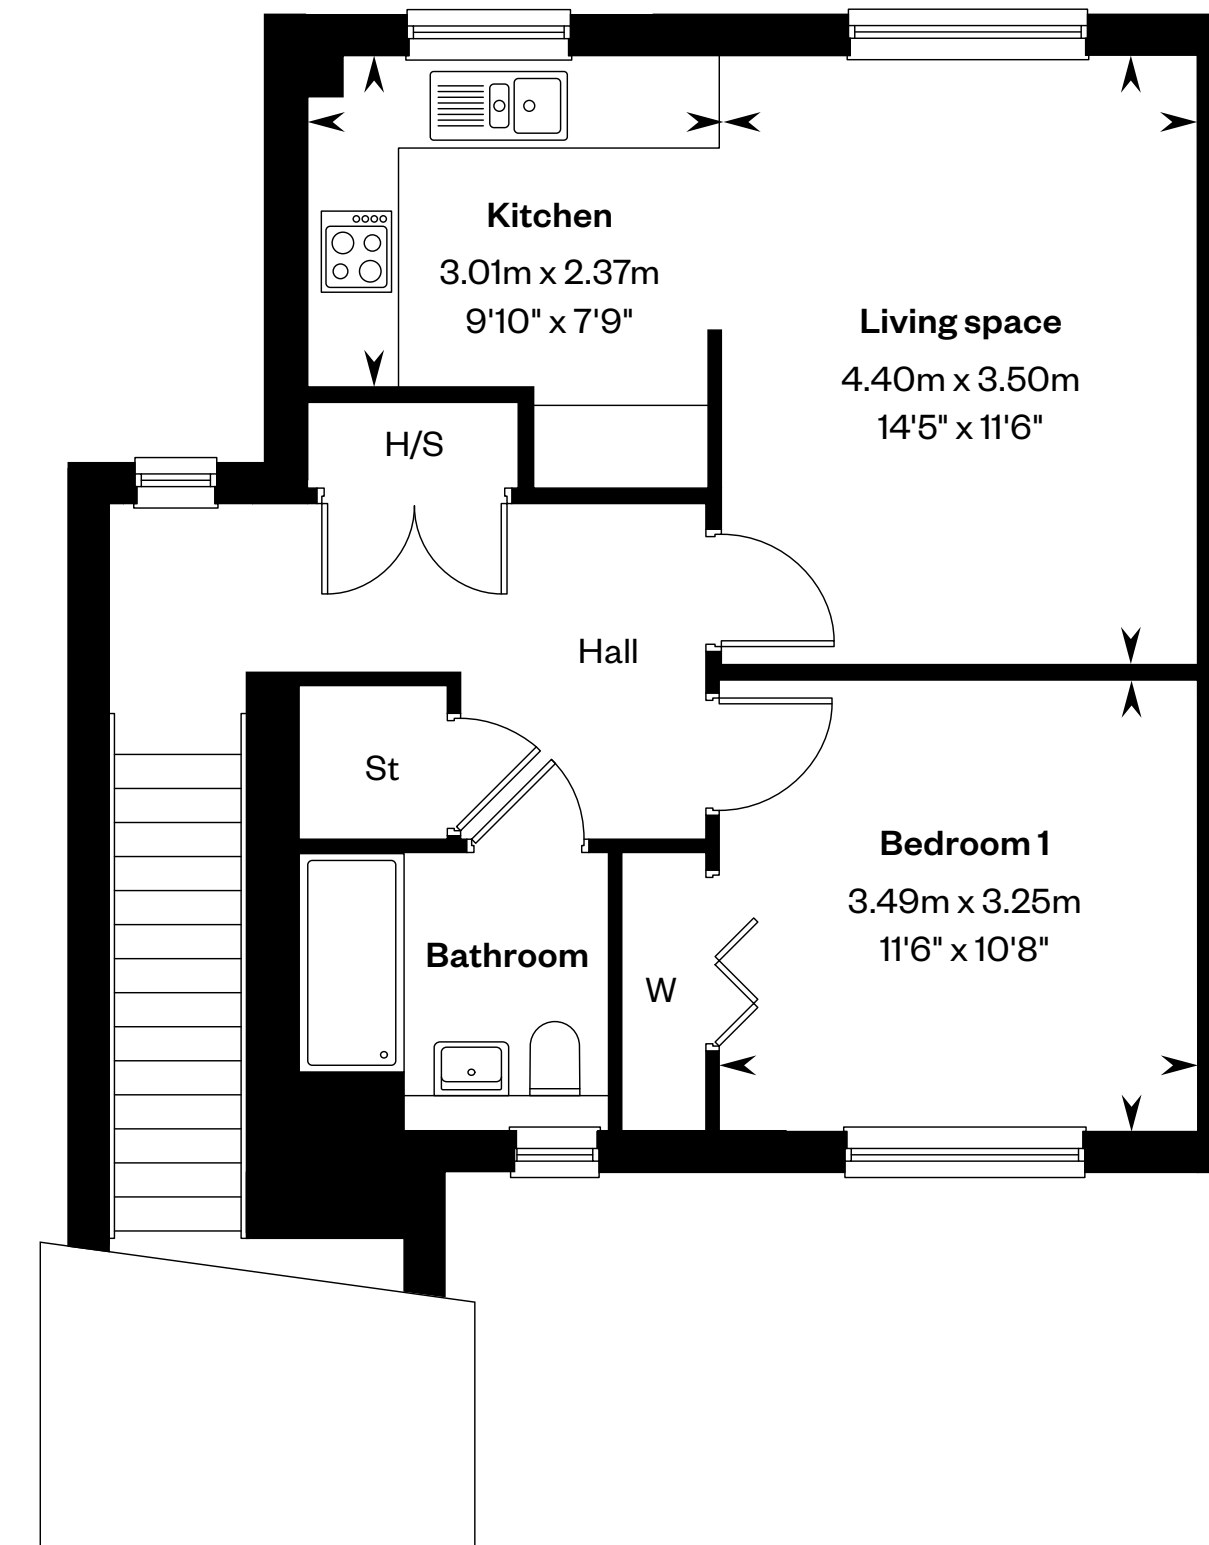 Kitchen
3.01m x 2.37m
9'10" x 7'9"
Living space
4.40m x 3.50m
14'5" x 11'6"
H/S
Hall
St
Bedroom 1
3.49m x 3.25m
11'6" x 10'8"
Bathroom
W